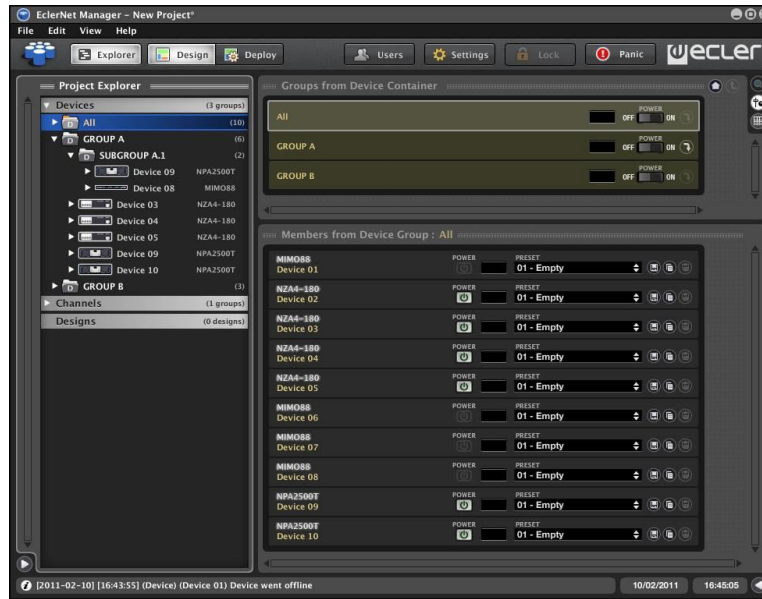 EclerNet Manager – New Project*
File Edit View Help
Explorer Design Deploy Users Settings Lock Panic ecler
Project Explorer
Devices (3 groups)
All (10)
GROUP A (6)
SUBGROUP A.1 (2)
Device 09 NPA2500T
Device 08 MIMO88
Device 03 NZA4-180
Device 04 NZA4-180
Device 05 NZA4-180
Device 09 NPA2500T
Device 10 NPA2500T
GROUP B (3)
Channels (1 groups)
Designs (0 designs)
Groups from Device Container
All OFF POWER ON
GROUP A OFF POWER ON
GROUP B OFF POWER ON
Members from Device Group : All
MIMO88 POWER PRESET
Device 01 01 - Empty
NZA4-180 POWER PRESET
Device 02 01 - Empty
NZA4-180 POWER PRESET
Device 03 01 - Empty
NZA4-180 POWER PRESET
Device 04 01 - Empty
NZA4-180 POWER PRESET
Device 05 01 - Empty
MIMO88 POWER PRESET
Device 06 01 - Empty
MIMO88 POWER PRESET
Device 07 01 - Empty
MIMO88 POWER PRESET
Device 08 01 - Empty
NPA2500T POWER PRESET
Device 09 01 - Empty
NPA2500T POWER PRESET
Device 10 01 - Empty
[2011-02-10] [16:43:55] (Device) (Device 01) Device went offline 10/02/2011 16:45:05